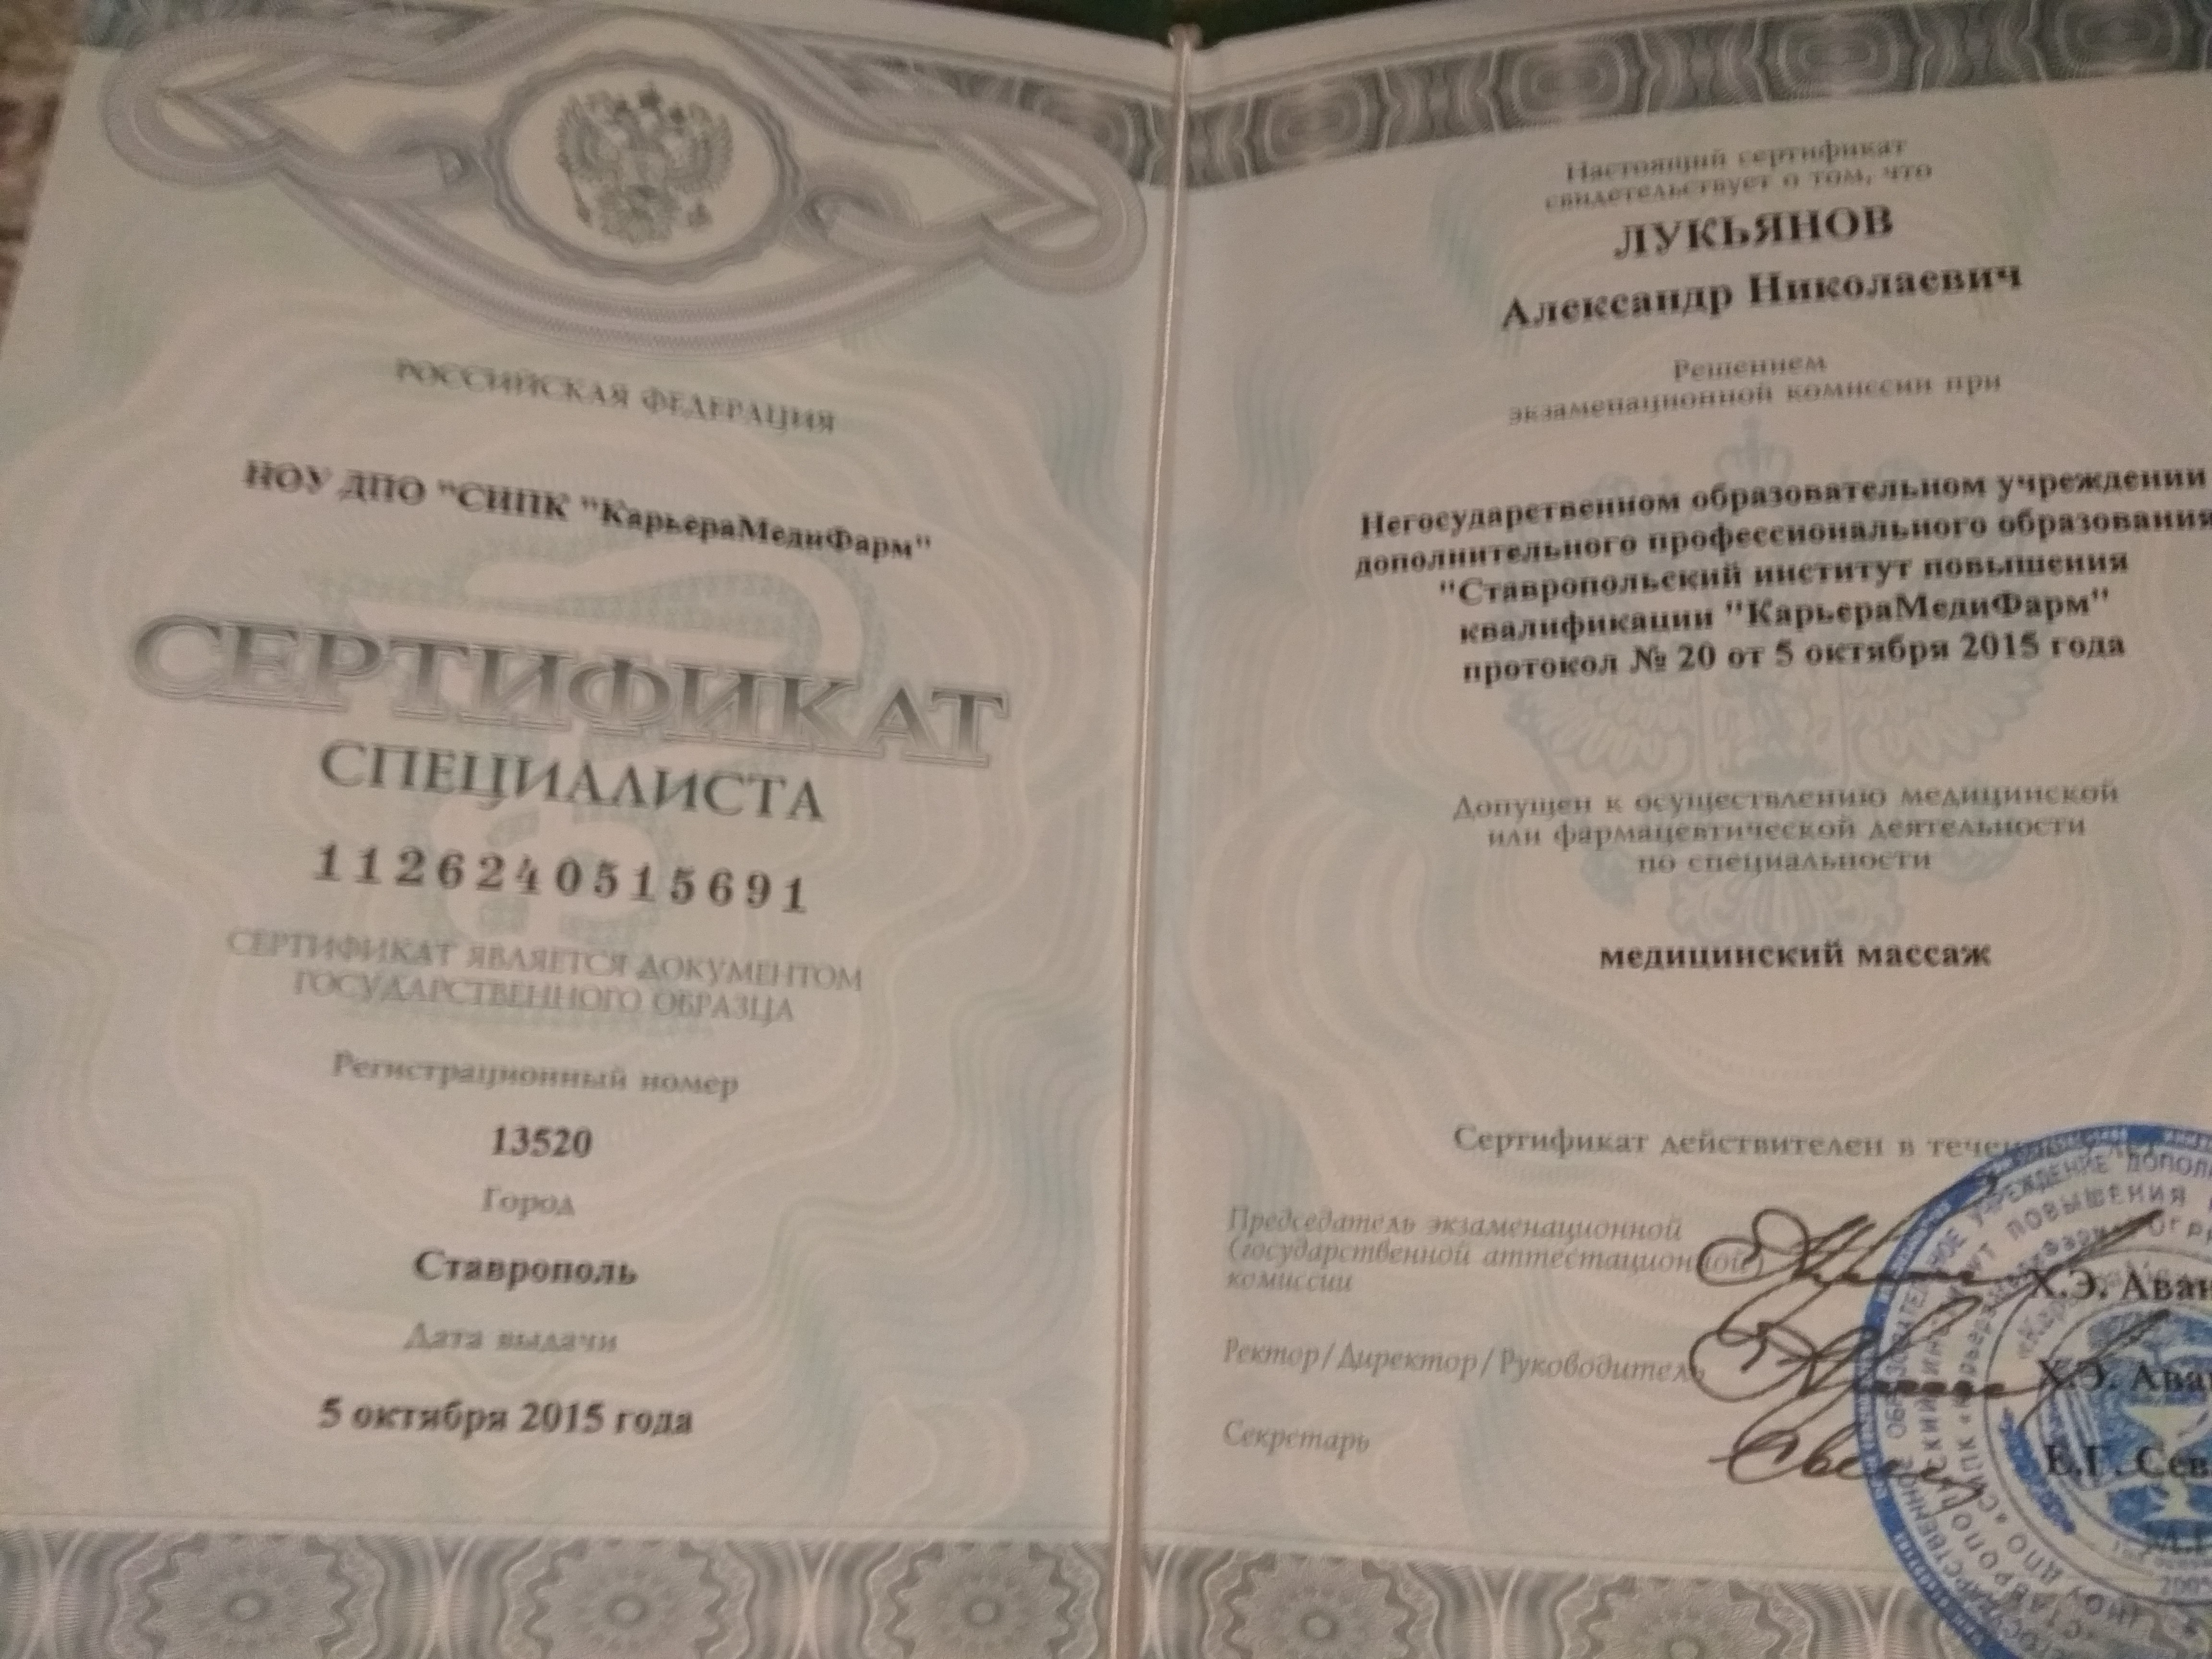 РОССИЙСКАЯ ФЕДЕРАЦИЯ
НОУ ДПО "СИПК "КарьераМедиФарм"
СЕРТИФИКАТ
СПЕЦИАЛИСТА
1126240515691
СЕРТИФИКАТ ЯВЛЯЕТСЯ ДОКУМЕНТОМ
ГОСУДАРСТВЕННОГО ОБРАЗЦА
Регистрационный номер
13520
Город
Ставрополь
Дата выдачи
5 октября 2015 года
Настоящий сертификат
свидетельствует о том, что
ЛУКЬЯНОВ
Александр Николаевич
Решением
экзаменационной комиссии при
Негосударственном образовательном учреждении
дополнительного профессионального образования
"Ставропольский институт повышения
квалификации "КарьераМедиФарм"
протокол № 20 от 5 октября 2015 года
Допущен к осуществлению медицинской
или фармацевтической деятельности
по специальности
медицинский массаж
Сертификат действителен в
Председатель экзаменационной
(государственной аттестационной)
комиссии
Х.Э.
Ректор/Директор/Руководитель
Х.Э.
Секретарь
Е.Г.
ПОВЫШЕНИЯ